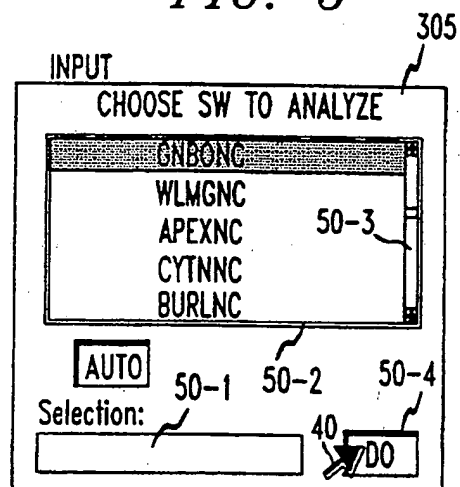 305
INPUT
CHOOSE SW TO ANALYZE
GNBONC
WLMGNC
APEXNC
50-3
CYTNNC
BURLNC
AUTO
50-1
50-2
50-4
Selection:
40
DO